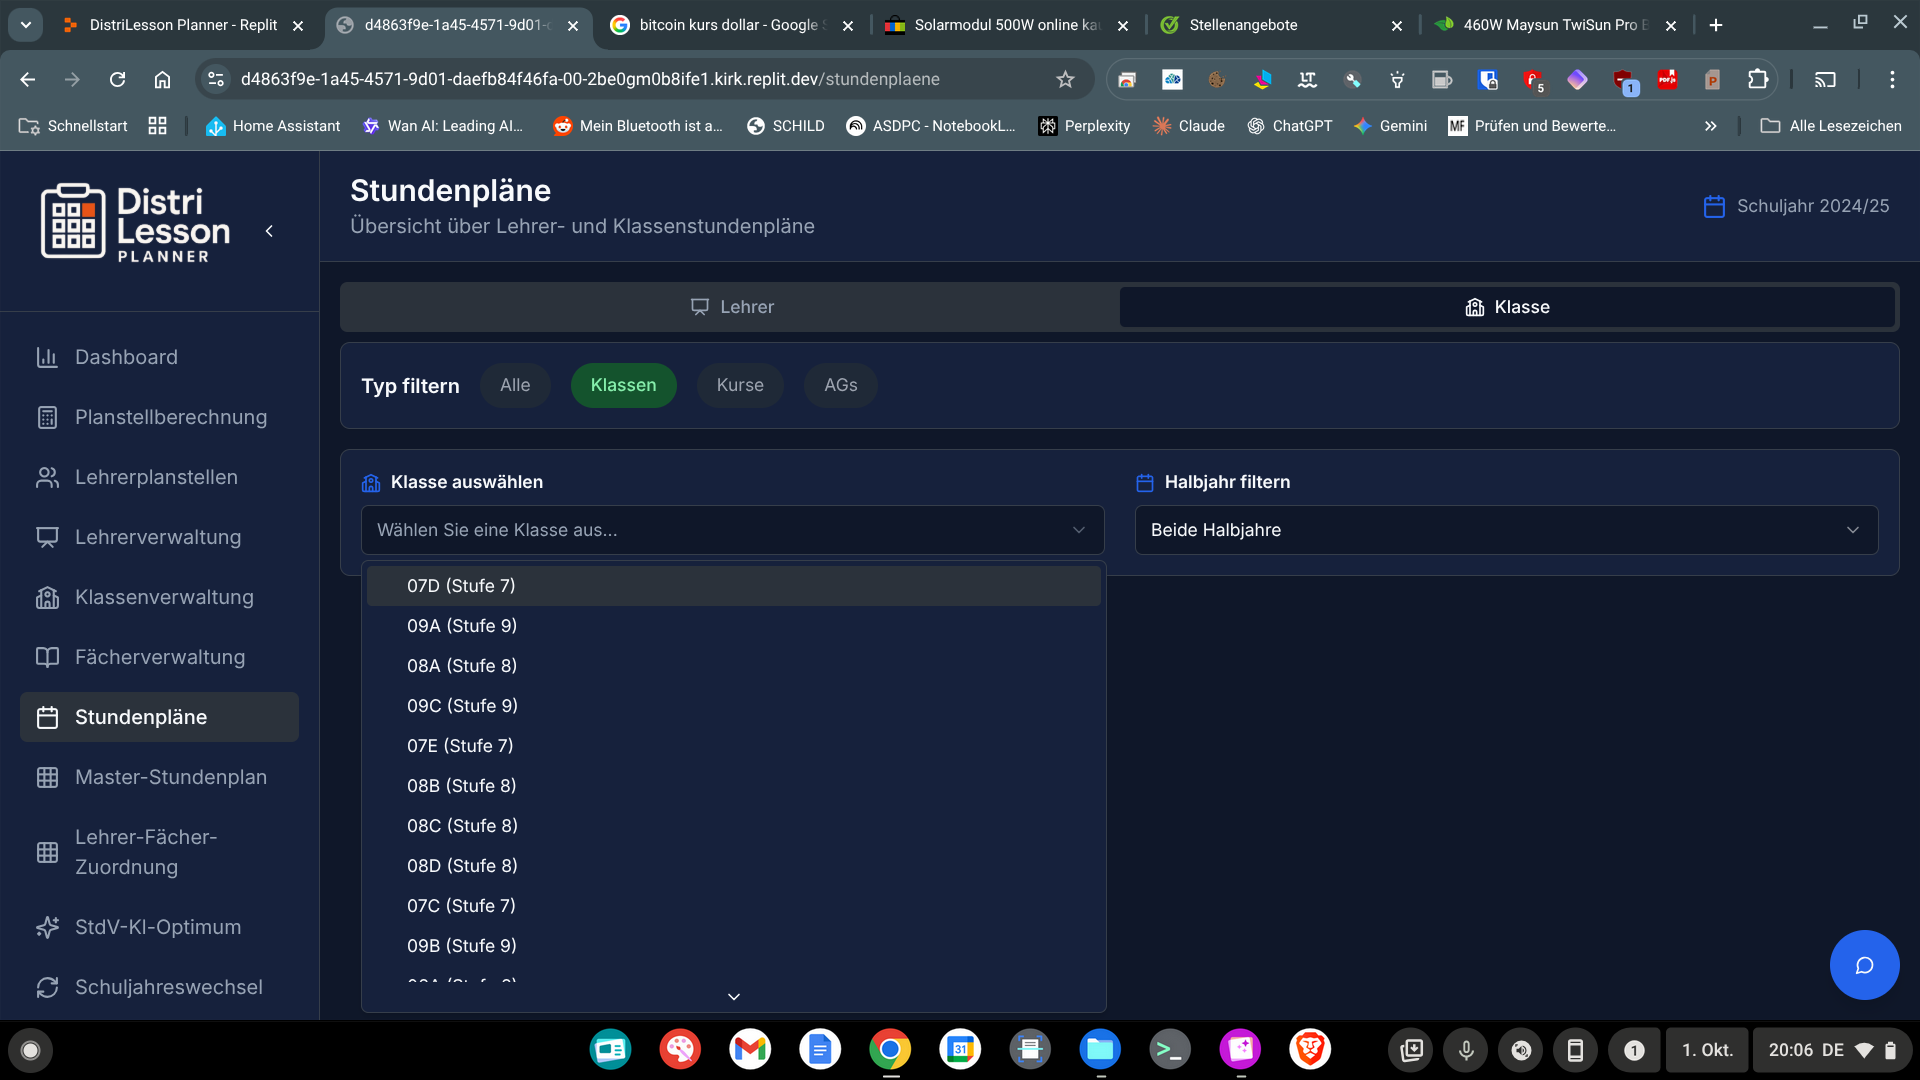 DistriLesson Planner - Replit
d4863f9e-1a45-4571-9d01-
bitcoin kurs dollar - Google
Solarmodul 500W online ka
Stellenangebote
460W Maysun TwiSun Pro
d4863f9e-1a45-4571-9d01-daefb84f46fa-00-2be0gm0b8ife1.kirk.replit.dev/stundenplaene
5
1
Schnellstart
Home Assistant
Wan AI: Leading AI...
Mein Bluetooth ist a...
SCHILD
ASDPC - NotebookL...
Perplexity
Claude
ChatGPT
Gemini
MF
Prüfen und Bewerte...
Alle Lesezeichen
Distri
Lesson
PLANNER
Stundenpläne
Übersicht über Lehrer- und Klassenstundenpläne
Schuljahr 2024/25
Dashboard
Planstellberechnung
Lehrerplanstellen
Lehrerverwaltung
Klassenverwaltung
Fächerverwaltung
Stundenpläne
Master-Stundenplan
Lehrer-Fächer-
Zuordnung
StdV-KI-Optimum
Schuljahreswechsel
Lehrer
Klasse
Typ filtern
Alle
Klassen
Kurse
AGs
Klasse auswählen
Halbjahr filtern
Wählen Sie eine Klasse aus...
Beide Halbjahre
07D (Stufe 7)
09A (Stufe 9)
08A (Stufe 8)
09C (Stufe 9)
07E (Stufe 7)
08B (Stufe 8)
08C (Stufe 8)
08D (Stufe 8)
07C (Stufe 7)
09B (Stufe 9)
31
1
1. Okt.
20:06 DE